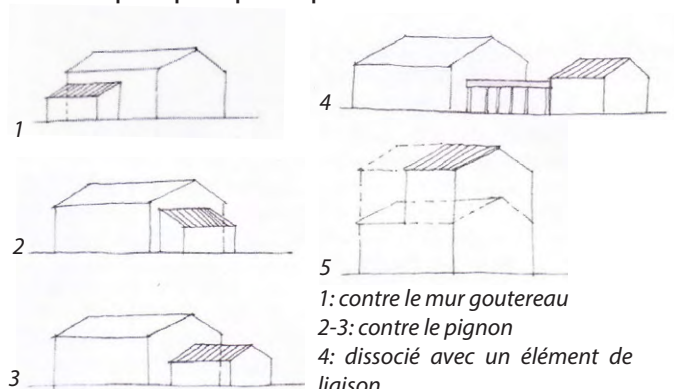 1
4
2
5
1: contre le mur goutereau
2-3: contre le pignon
4: dissocié avec un élément de
3
liaison